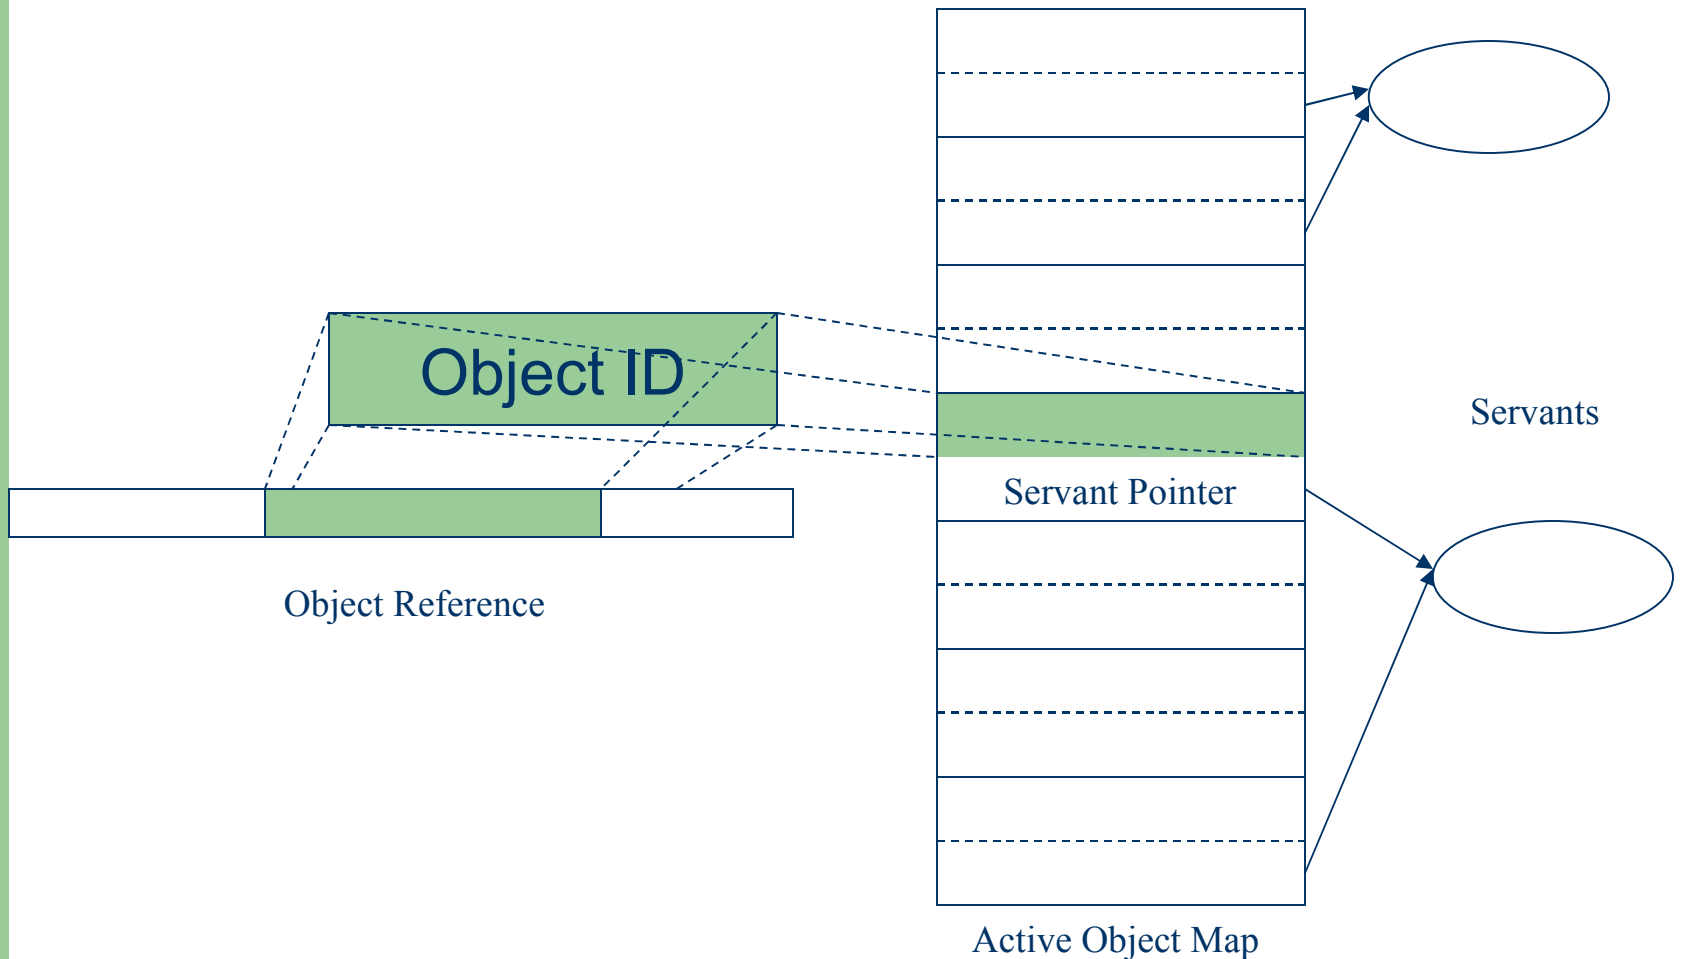 Object ID
Servants
Servant Pointer
Object Reference
Active Object Map